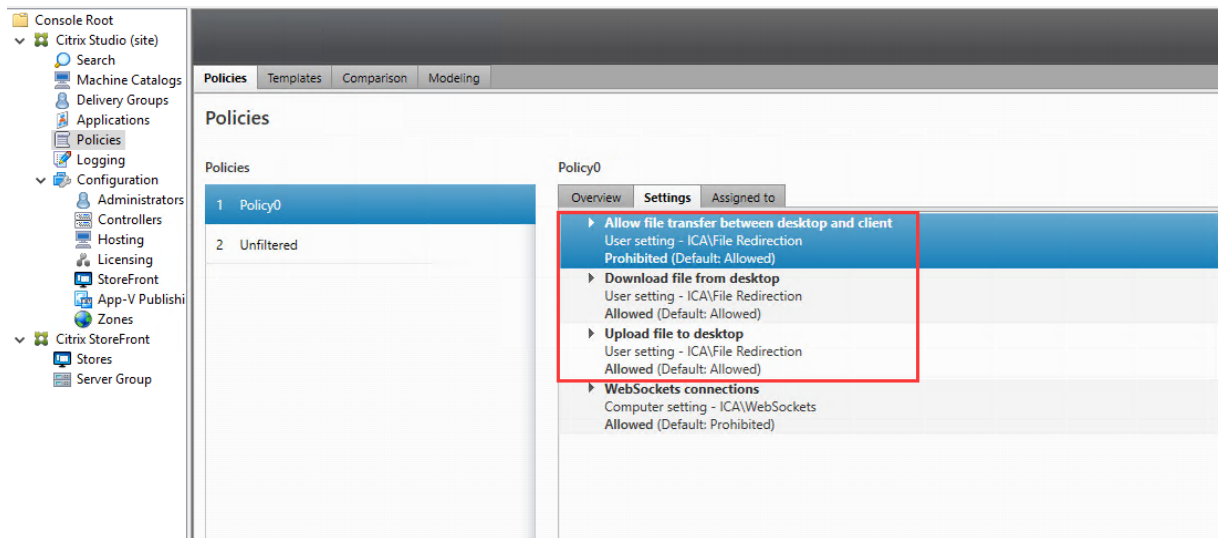 Console Root
Citrix Studio (site)
Search
Machine Catalogs
Delivery Groups
Applications
Policies
Logging
Configuration
Administrators
Controllers
Hosting
Licensing
StoreFront
App-V Publishi
Zones
Citrix StoreFront
Stores
Server Group
Policies Templates Comparison Modeling
Policies
Policies
1 Policy0
2 Unfiltered
Policy0
Overview Settings Assigned to
Allow file transfer between desktop and client
User setting - ICA\File Redirection
Prohibited (Default: Allowed)
Download file from desktop
User setting - ICA\File Redirection
Allowed (Default: Allowed)
Upload file to desktop
User setting - ICA\File Redirection
Allowed (Default: Allowed)
WebSockets connections
Computer setting - ICA\WebSockets
Allowed (Default: Prohibited)